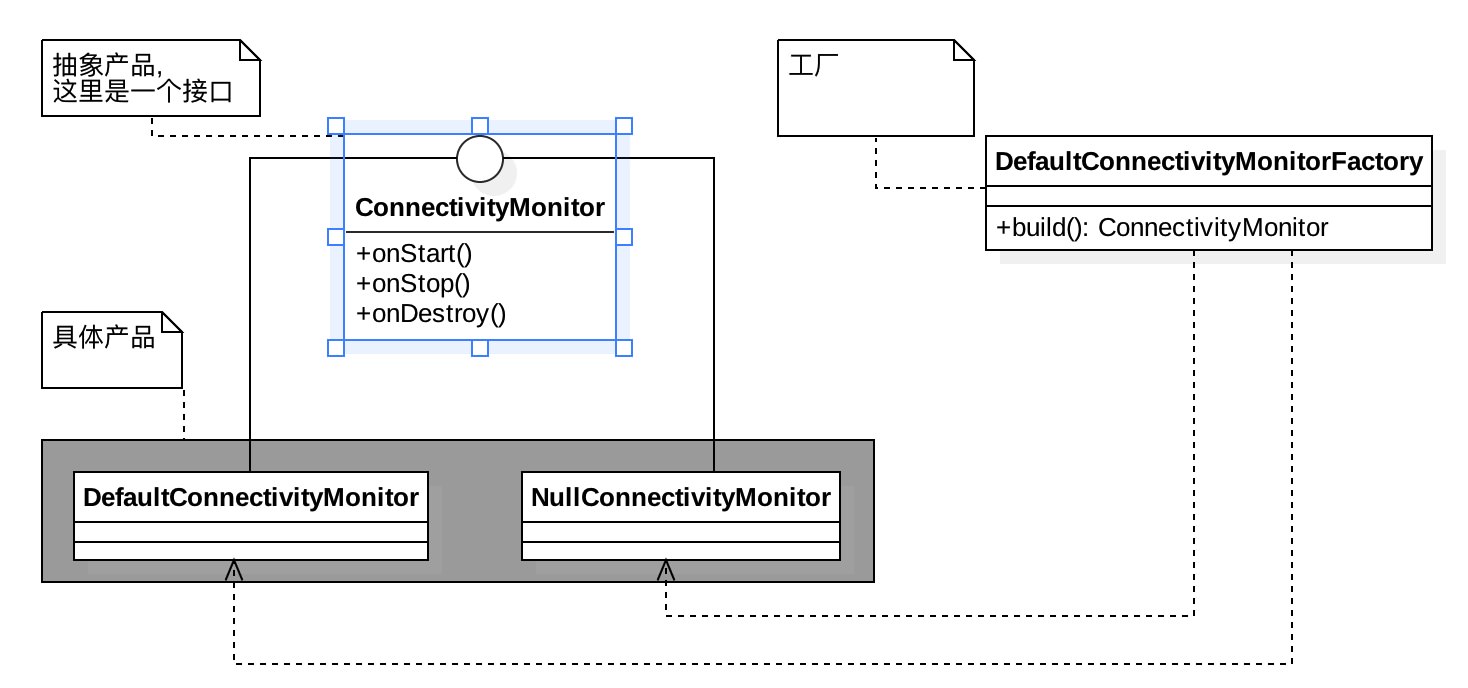 抽象产品,
这里是一个接口
工厂
DefaultConnectivityMonitorFactory
+build(): ConnectivityMonitor
ConnectivityMonitor
+onStart()
+onStop()
+onDestroy()
具体产品
DefaultConnectivityMonitor
NullConnectivityMonitor